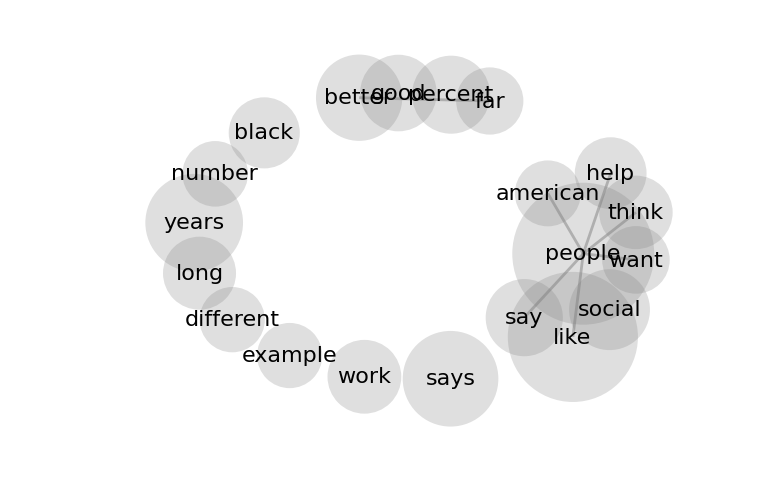 better
good
percent
far
black
number
help
american
think
years
people
want
long
social
different
say
like
example
work
says